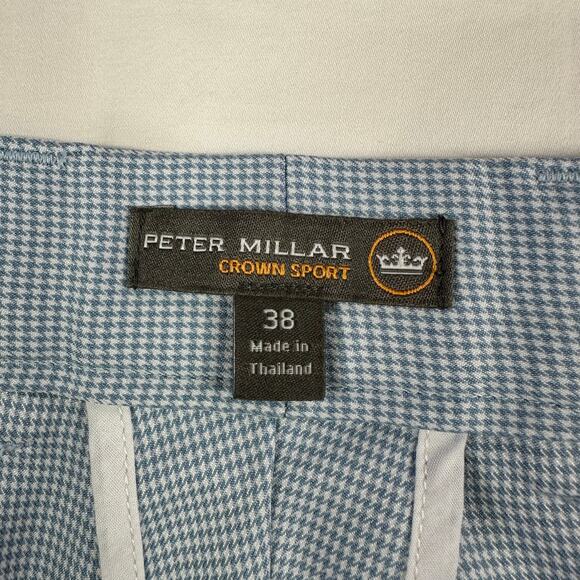 PETER MILLAR
CROWN SPORT
38
Made in
Thailand